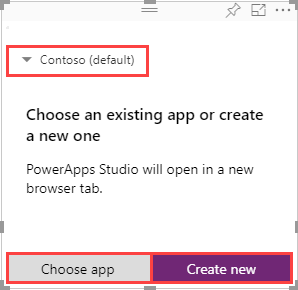 Contoso (default)
Choose an existing app or create
a new one
PowerApps Studio will open in a new
browser tab.
Choose app
Create new